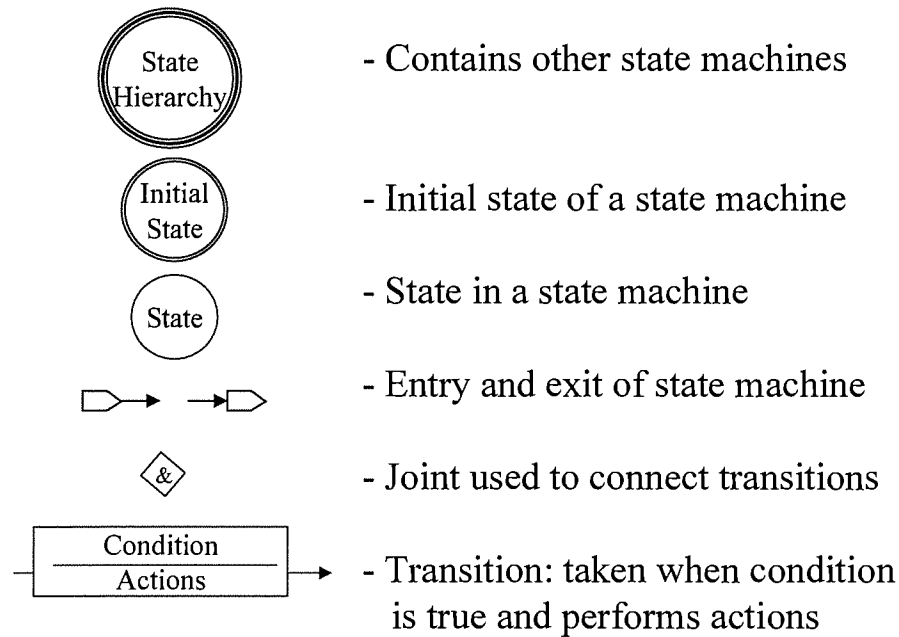 State
Hierarchy
- Contains other state machines
Initial
State
- Initial state of a state machine
State
- State in a state machine
- Entry and exit of state machine
&
- Joint used to connect transitions
Condition
Actions
- Transition: taken when condition
is true and performs actions